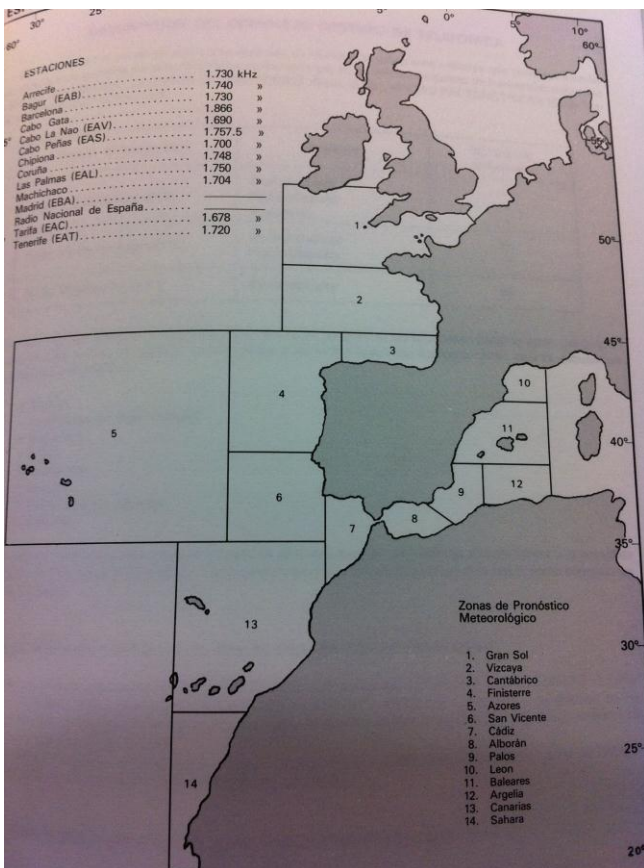 30°
25°
5°
0°
5°
10°
60°
60°
ESTACIONES
Arrecife........................ 1.730 kHz
Bagur (EAB)........................ 1.740 »
Barcelona........................ 1.730 »
Cabo Gata........................ 1.866 »
Cabo La Nao (EAV)........................ 1.690 »
Cabo Peñas (EAS)........................ 1.757.5 »
Chipiona........................ 1.700 »
Coruña........................ 1.748 »
Las Palmas (EAL)........................ 1.750 »
Machichaco........................ 1.704 »
Madrid (EBA)........................
Radio Nacional de España........................
Tarifa (EAC)........................ 1.678 »
Tenerife (EAT)........................ 1.720 »
1
50°
2
45°
3
10
4
5
11
40°
9
12
6
7
8
35°
13
Zonas de Pronóstico
Meteorológico
30°
1. Gran Sol
2. Vizcaya
3. Cantábrico
4. Finisterre
5. Azores
6. San Vicente
7. Cádiz
8. Alborán
9. Palos
10. Leon
11. Baleares
12. Argelia
13. Canarias
14. Sahara
25°
14
20°